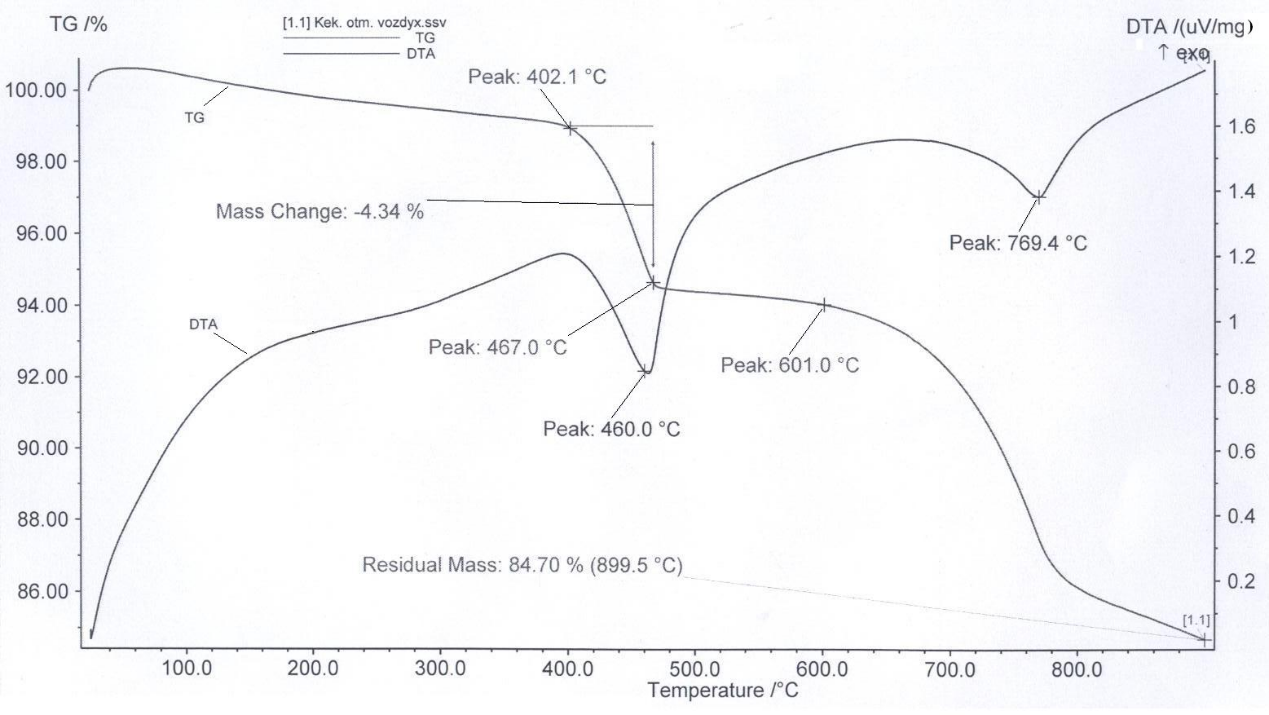 TG /%
[1.1] Kek. otm. vozdyx.ssv
TG
DTA
DTA /(uV/mg)
↑ exo
[1.1]
Peak: 402.1 °C
100.00
98.00
96.00
94.00
92.00
90.00
88.00
86.00
TG
Mass Change: -4.34 %
DTA
Peak: 467.0 °C
Peak: 460.0 °C
Peak: 601.0 °C
Peak: 769.4 °C
1.6
1.4
1.2
1
0.8
0.6
0.4
0.2
Residual Mass: 84.70 % (899.5 °C)
[1.1]
100.0 200.0 300.0 400.0 500.0 600.0 700.0 800.0
Temperature /°C